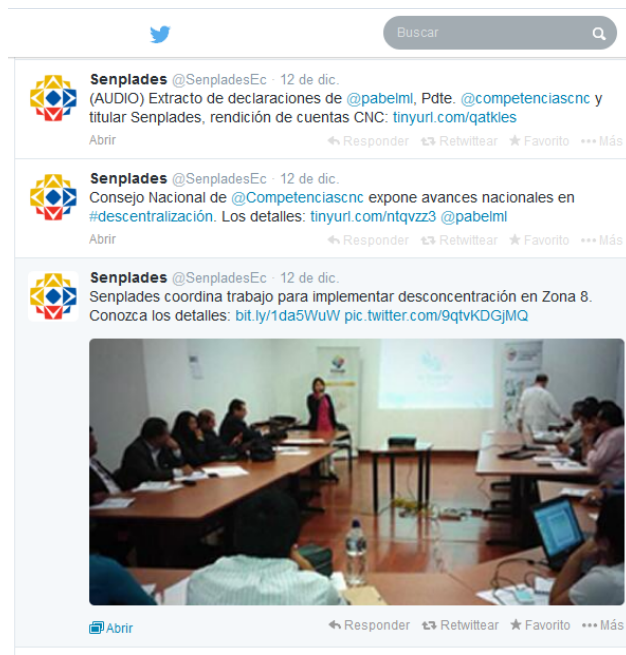 Buscar
Senplades @SenpladesEc · 12 de dic.
(AUDIO) Extracto de declaraciones de @pabelml, Pdte. @competenciascnc y
titular Senplades, rendición de cuentas CNC: tinyurl.com/qatkles
Abrir
Responder Retwittear Favorito Más
Senplades @SenpladesEc · 12 de dic.
Consejo Nacional de @Competenciascnc expone avances nacionales en
#descentralización. Los detalles: tinyurl.com/ntqvzz3 @pabelml
Abrir
Responder Retwittear Favorito Más
Senplades @SenpladesEc · 12 de dic.
Senplades coordina trabajo para implementar desconcentración en Zona 8.
Conozca los detalles: bit.ly/1da5WuW pic.twitter.com/9qtvKDGjMQ
Abrir
Responder Retwittear Favorito Más